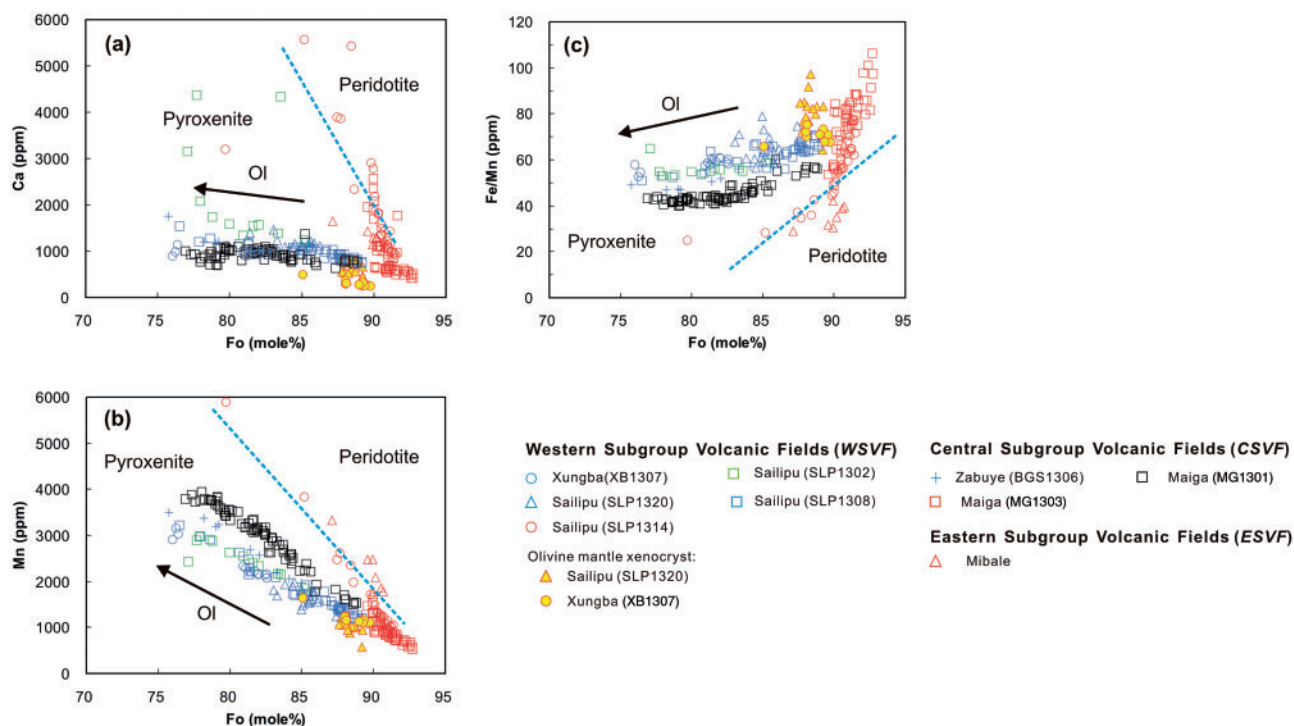 (a)
6000
5000
4000
3000
2000
1000
0
Ca (ppm)
Pyroxenite
Peridotite
Ol
70 75 80 85 90 95
Fo (mole%)
(c)
120
100
80
60
40
20
0
Fe/Mn (ppm)
Ol
Pyroxenite
Peridotite
70 75 80 85 90 95
Fo (mole%)
(b)
6000
5000
4000
3000
2000
1000
0
Mn (ppm)
Pyroxenite
Peridotite
Ol
70 75 80 85 90 95
Fo (mole%)
Western Subgroup Volcanic Fields (WSVF)
Xungba(XB1307)
Sailipu (SLP1302)
Sailipu (SLP1320)
Sailipu (SLP1308)
Sailipu (SLP1314)
Olivine mantle xenocryst:
Sailipu (SLP1320)
Xungba (XB1307)
Central Subgroup Volcanic Fields (CSVF)
Zabuye (BGS1306)
Maiga (MG1301)
Maiga (MG1303)
Eastern Subgroup Volcanic Fields (ESVF)
Mibale